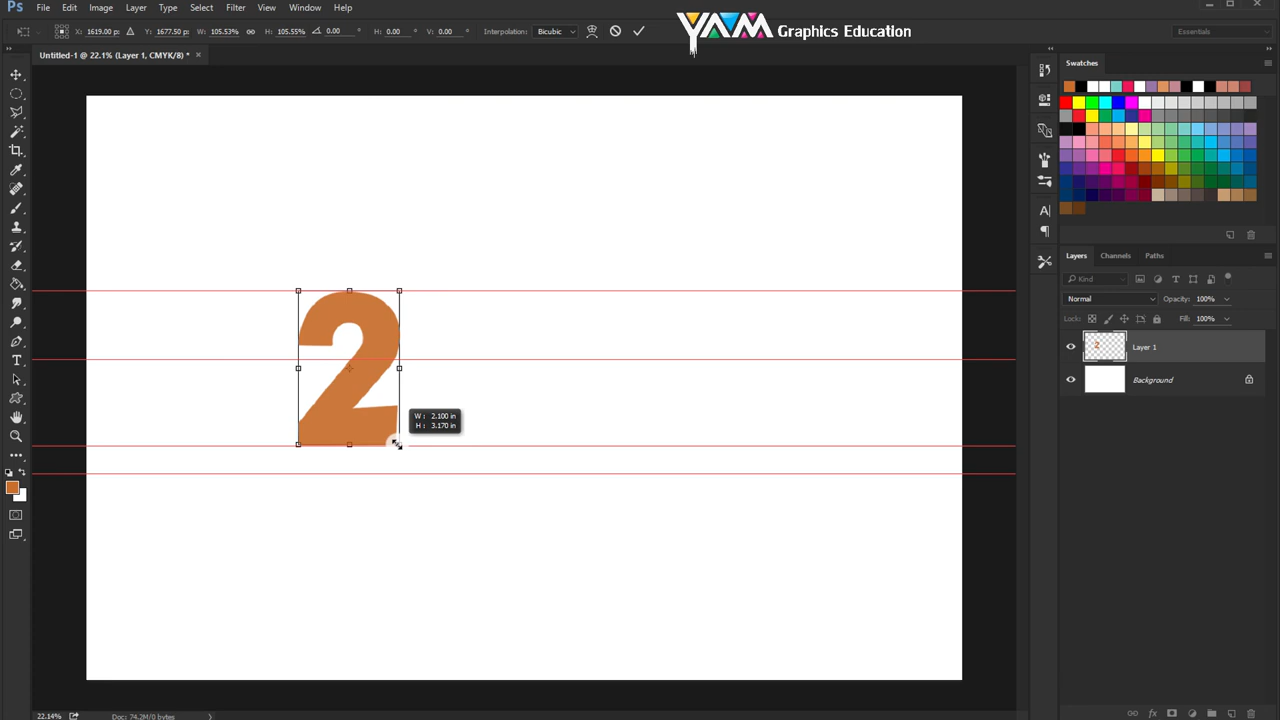 Ps File Edit Image Layer Type Select Filter View Window Help
X: 1619.00 p: Y: 1677.50 p: W: 105.53% H: 105.55% 0.00 ° H: 0.00 ° V: 0.00 ° Interpolation: Bicubic
YAM Graphics Education
Essentials
Untitled-1 @ 22.1% (Layer 1, CMYK/8) * ×
Swatches
2
W: 2.100 in
H: 3.170 in
Layers Channels Paths
Kind
Normal Opacity: 100%
Lock: Fill: 100%
Layer 1
Background
22.14% Doc: 74.2M/0 bytes